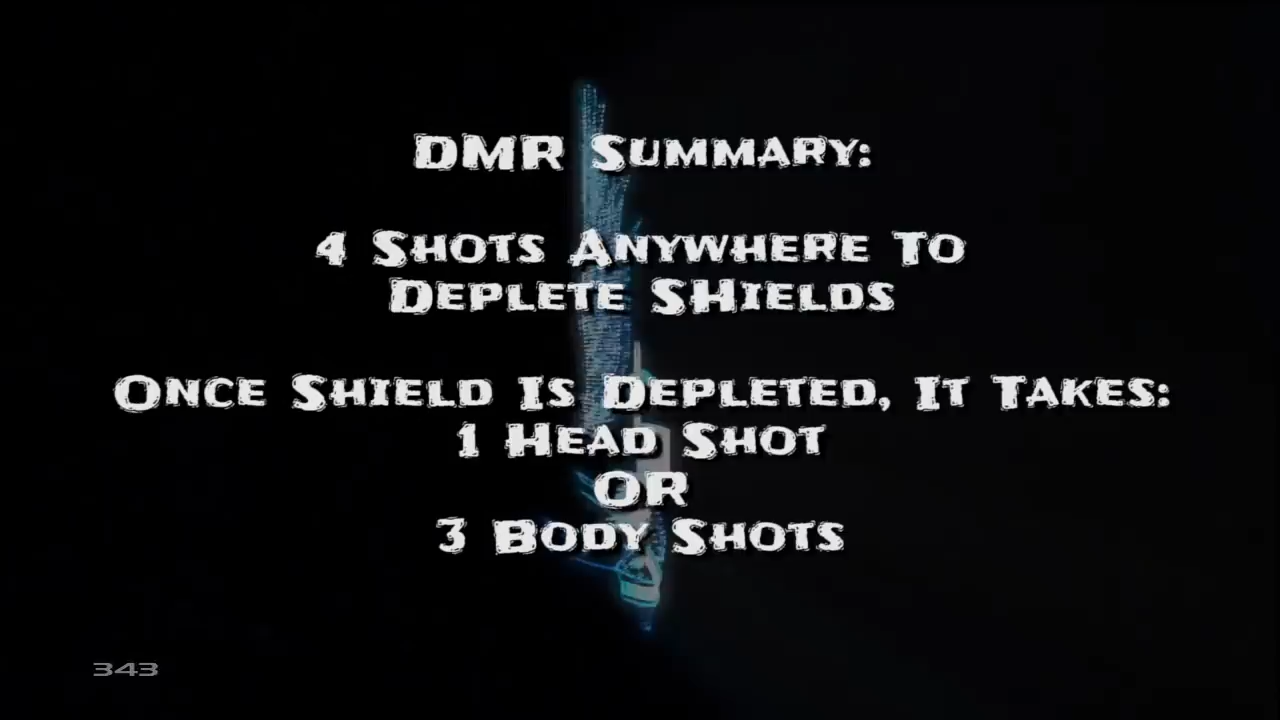 DMR Summary:
4 Shots Anywhere To
Deplete SHields
Once Shield Is Depleted, It Takes:
1 Head Shot
OR
3 Body Shots
343